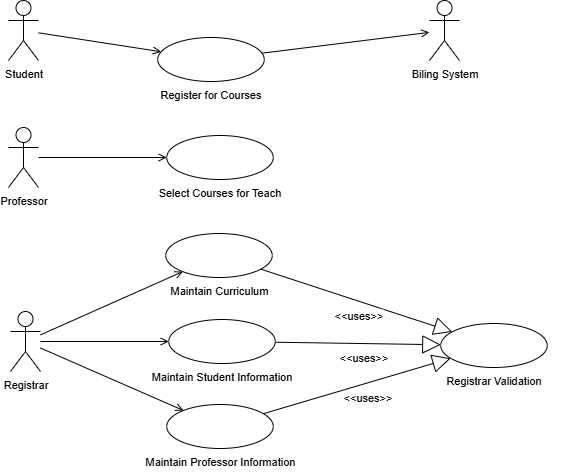 Student
Register for Courses
Biling System
Professor
Select Courses for Teach
Maintain Curriculum
<<uses>>
Registrar
Maintain Student Information
<<uses>>
Registrar Validation
<<uses>>
Maintain Professor Information